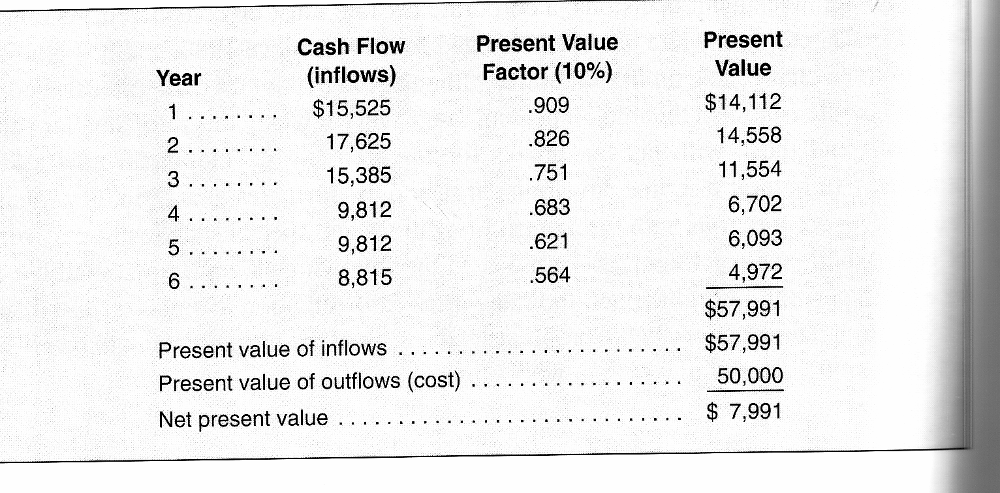 Cash Flow Present Value Present
Year (inflows) Factor (10%) Value
1 ........ $15,525 .909 $14,112
2 ........ 17,625 .826 14,558
3 ........ 15,385 .751 11,554
4 ........ 9,812 .683 6,702
5 ........ 9,812 .621 6,093
6 ........ 8,815 .564 4,972
$57,991
Present value of inflows ........................ $57,991
Present value of outflows (cost) .................. 50,000
Net present value ............................. $ 7,991